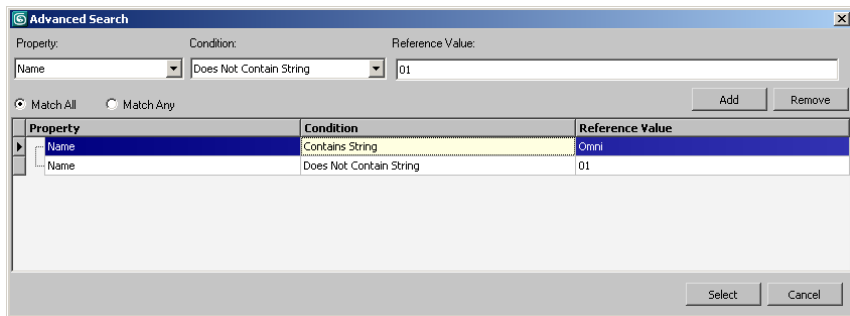 Advanced Search
Property: Condition: Reference Value:
Name Does Not Contain String 01
Match All Match Any Add Remove
Property Condition Reference Value
Name Contains String Omni
Name Does Not Contain String 01
Select Cancel